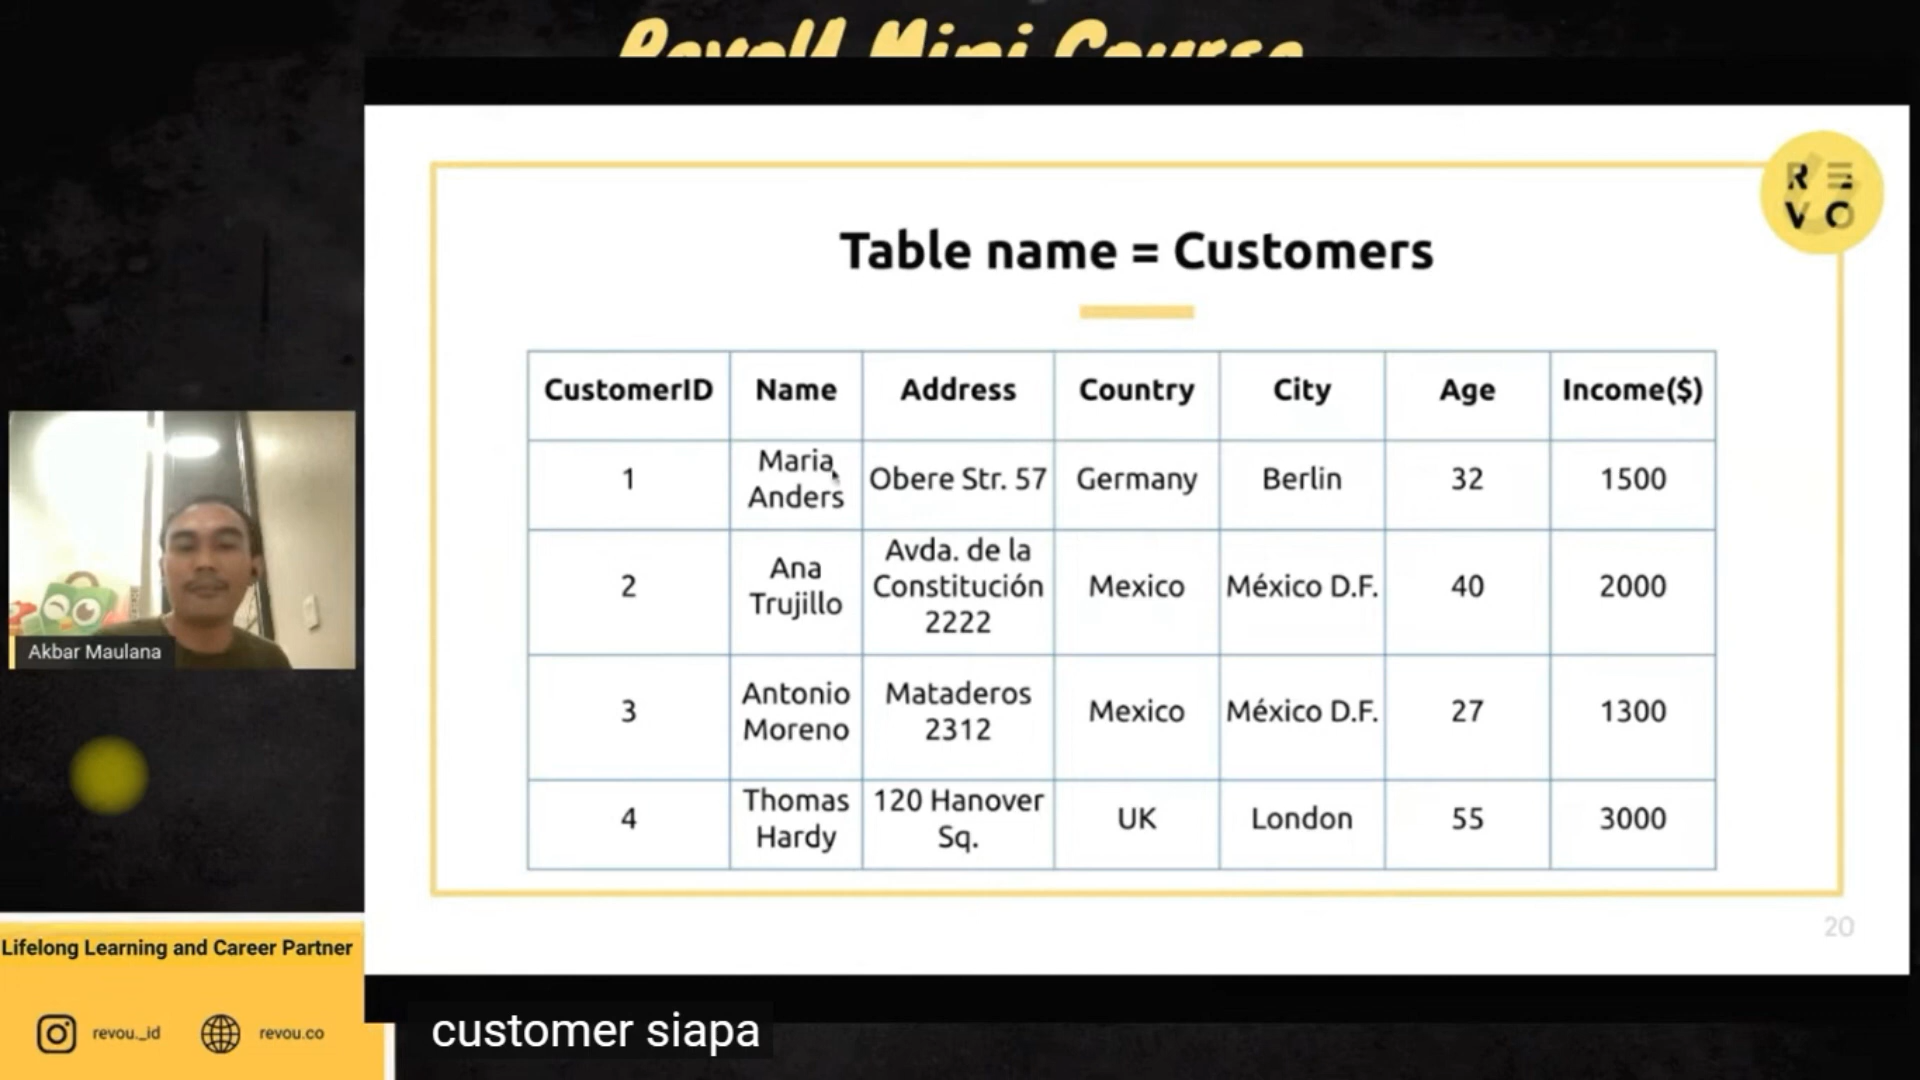 RevoU Mini Course
R E
V O
Table name = Customers
CustomerID Name Address Country City Age Income($)
1 Maria Anders Obere Str. 57 Germany Berlin 32 1500
2 Ana Trujillo Avda. de la Constitución 2222 Mexico México D.F. 40 2000
3 Antonio Moreno Mataderos 2312 Mexico México D.F. 27 1300
4 Thomas Hardy 120 Hanover Sq. UK London 55 3000
20
Akbar Maulana
Lifelong Learning and Career Partner
revou_id
revou.co
customer siapa